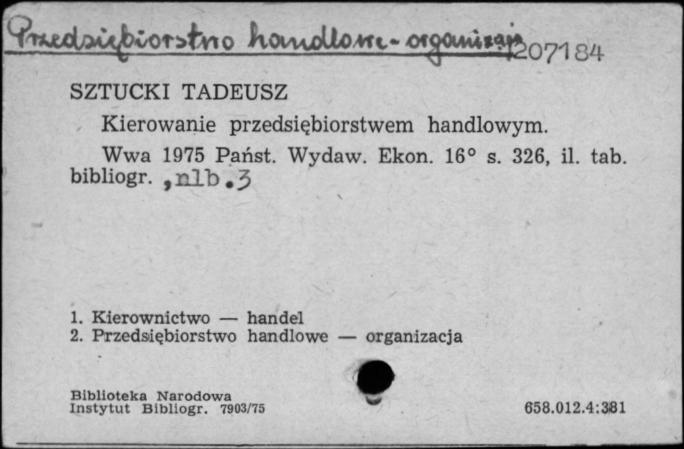 Przedsiębiorstwo handlowe - organizacja
1207184
SZTUCKI TADEUSZ
Kierowanie przedsiębiorstwem handlowym.
Wwa 1975 Państ. Wydaw. Ekon. 16° s. 326, il. tab.
bibliogr. , nlb.3
1. Kierownictwo — handel
2. Przedsiębiorstwo handlowe — organizacja
Biblioteka Narodowa
Instytut Bibliogr. 7903/75
658.012.4:381